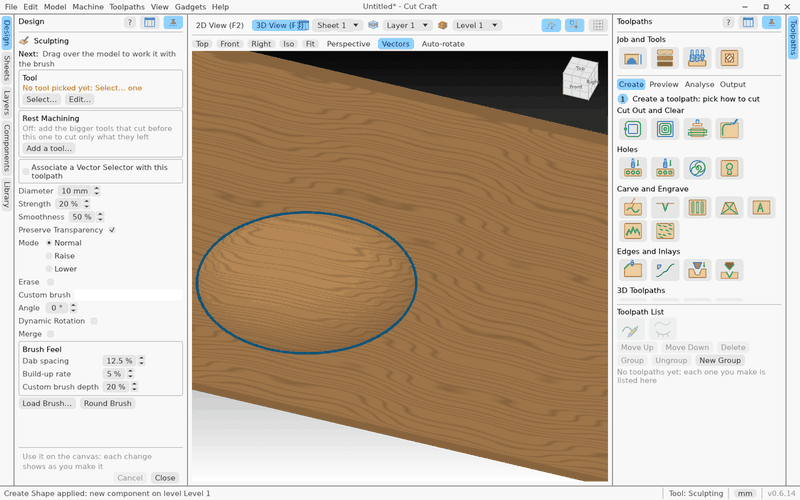 Untitled* - Cut Craft
File Edit Model Machine Toolpaths View Gadgets Help
Design
Sheets
Layers
Components
Library
Design ?
Sculpting
Next: Drag over the model to work it with
the brush
Tool
No tool picked yet: Select... one
Select... Edit...
Rest Machining
Off: add the bigger tools that cut before
this one to cut only what they left
Add a tool...
Associate a Vector Selector with this
toolpath
Diameter 10 mm
Strength 20 %
Smoothness 50 %
Preserve Transparency
Mode Normal
Raise
Lower
Erase
Custom brush
Angle 0 °
Dynamic Rotation
Merge
Brush Feel
Dab spacing 12.5 %
Build-up rate 5 %
Custom brush depth 20 %
Load Brush... Round Brush
Use it on the canvas: each change
shows as you make it
Cancel Close
2D View (F2) 3D View (F3) Sheet 1 Layer 1 Level 1
Top Front Right Iso Fit Perspective Vectors Auto-rotate
Top
Front
Right
Toolpaths ?
Job and Tools
Create Preview Analyse Output
1 Create a toolpath: pick how to cut
Cut Out and Clear
Holes
Carve and Engrave
Edges and Inlays
3D Toolpaths
Toolpath List
Move Up Move Down Delete
Group Ungroup New Group
No toolpaths yet: each one you make is
listed here
Toolpaths
Create Shape applied: new component on level Level 1
Tool: Sculpting mm v0.6.14